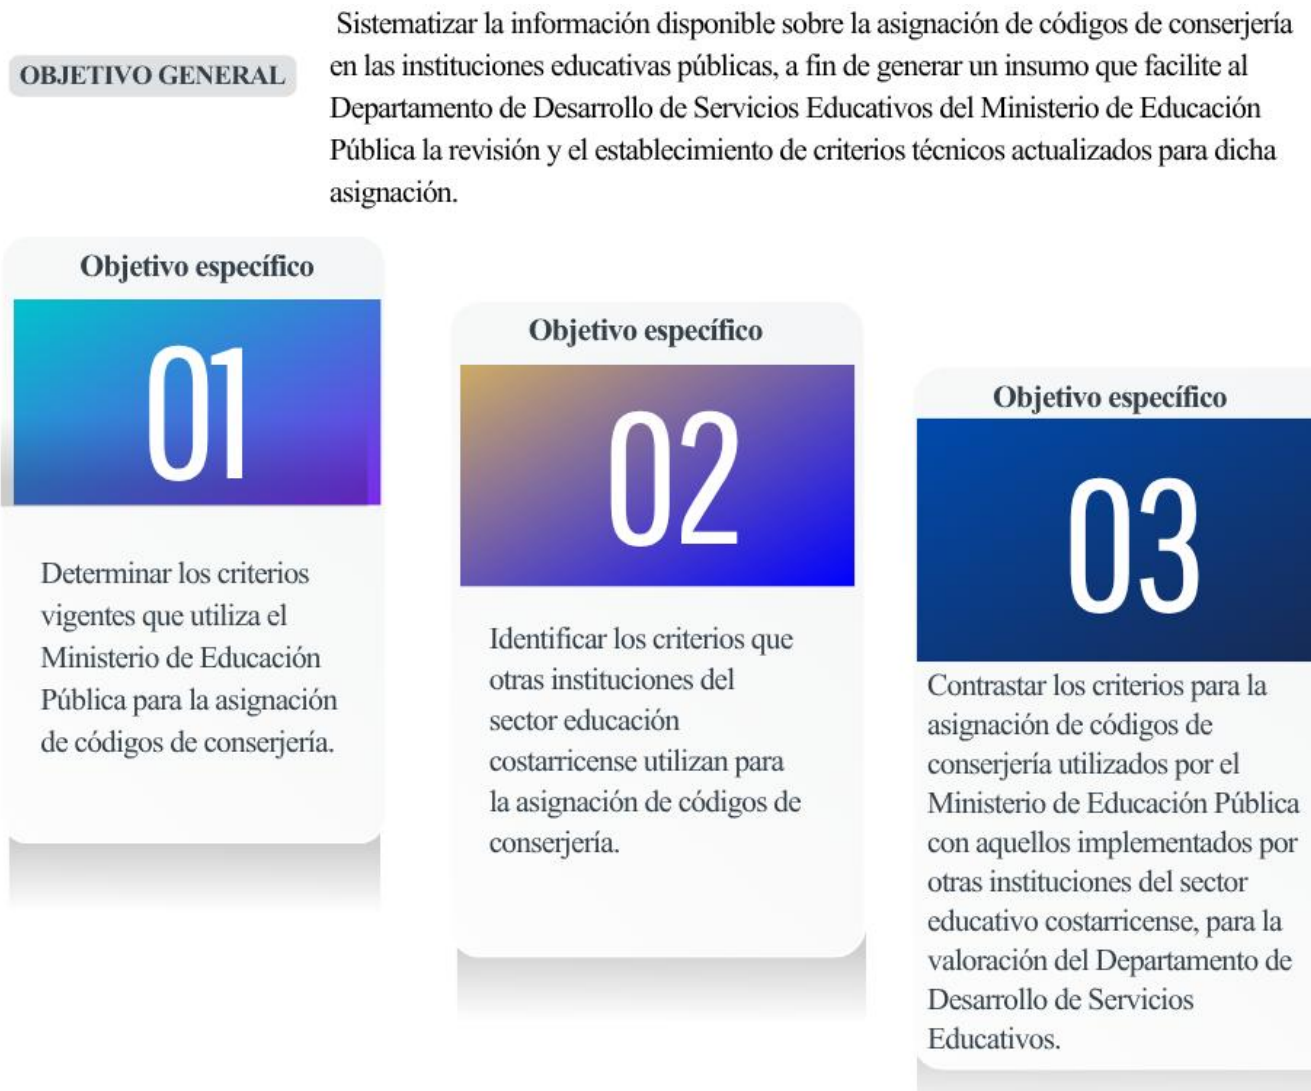 OBJETIVO GENERAL
Sistematizar la información disponible sobre la asignación de códigos de conserjería
en las instituciones educativas públicas, a fin de generar un insumo que facilite al
Departamento de Desarrollo de Servicios Educativos del Ministerio de Educación
Pública la revisión y el establecimiento de criterios técnicos actualizados para dicha
asignación.
Objetivo específico
01
Determinar los criterios
vigentes que utiliza el
Ministerio de Educación
Pública para la asignación
de códigos de conserjería.
Objetivo específico
02
Identificar los criterios que
otras instituciones del
sector educación
costarricense utilizan para
la asignación de códigos de
conserjería.
Objetivo específico
03
Contrastar los criterios para la
asignación de códigos de
conserjería utilizados por el
Ministerio de Educación Pública
con aquellos implementados por
otras instituciones del sector
educativo costarricense, para la
valoración del Departamento de
Desarrollo de Servicios
Educativos.